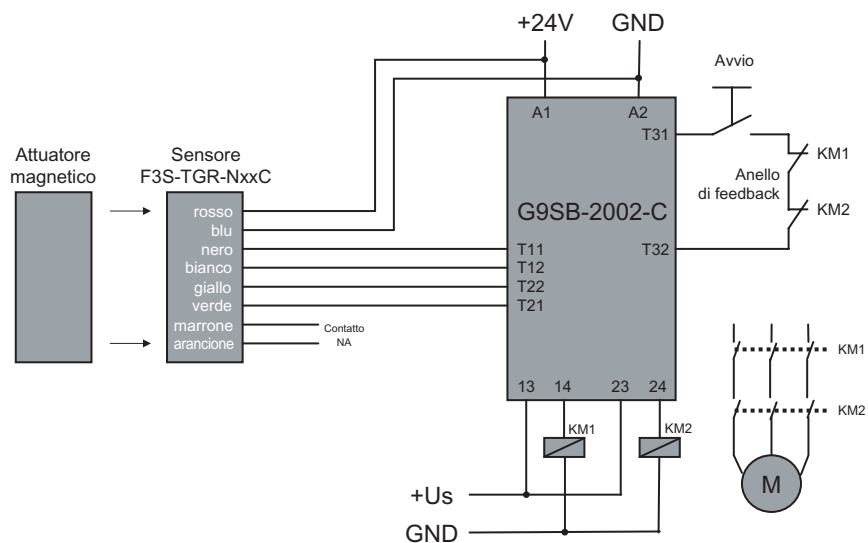 +24V
GND
Avvio
A1
A2
T31
Attuatore
magnetico
Sensore
F3S-TGR-NxxC
KM1
Anello
di feedback
KM2
G9SB-2002-C
rosso
blu
nero
bianco
giallo
verde
marrone
arancione
T11
T12
T22
T21
T32
Contatto
NA
KM1
KM2
M
13
14
23
24
KM1
KM2
+Us
GND